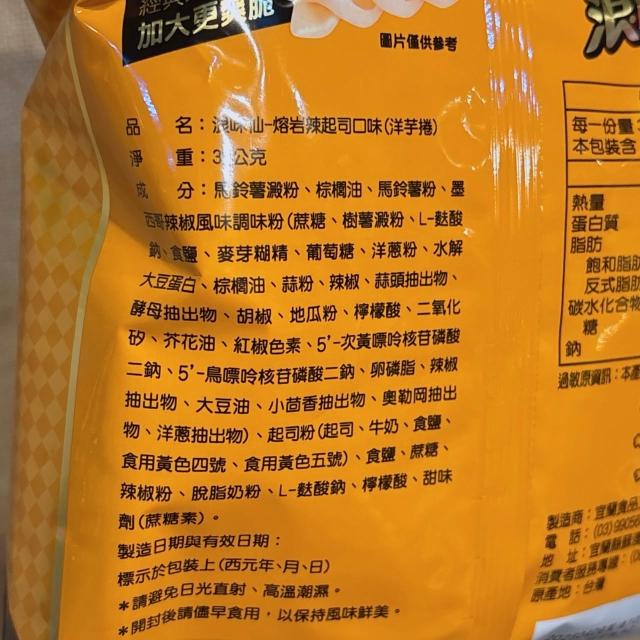 加大更爽脆
圖片僅供參考
品 名：浪味仙-熔岩辣起司口味(洋芋捲)
淨 重：3 公克
成 分：馬鈴薯澱粉、棕櫚油、馬鈴薯粉、墨
西哥辣椒風味調味粉(蔗糖、樹薯澱粉、L-麩酸
鈉、食鹽、麥芽糊精、葡萄糖、洋蔥粉、水解
大豆蛋白、棕櫚油、蒜粉、辣椒、蒜頭抽出物、
酵母抽出物、胡椒、地瓜粉、檸檬酸、二氧化
矽、芥花油、紅椒色素、5'-次黃嘌呤核苷磷酸
二鈉、5'-鳥嘌呤核苷磷酸二鈉、卵磷脂、辣椒
抽出物、大豆油、小茴香抽出物、奧勒岡抽出
物、洋蔥抽出物)、起司粉(起司、牛奶、食鹽、
食用黃色四號、食用黃色五號)、食鹽、蔗糖、
辣椒粉、脫脂奶粉、L-麩酸鈉、檸檬酸、甜味
劑(蔗糖素)。
製造日期與有效日期：
標示於包裝上(西元年、月、日)
*請避免日光直射、高溫潮濕。
*開封後請儘早食用，以保持風味鮮美。
浪
每一份量
本包裝含
熱量
蛋白質
脂肪
飽和脂肪
反式脂肪
碳水化合物
糖
鈉
過敏原資訊：本產
製造商：宜蘭食品
電 話：(03)990
地 址：宜蘭縣蘇澳
消費者服務專線：(0
原產地：台灣